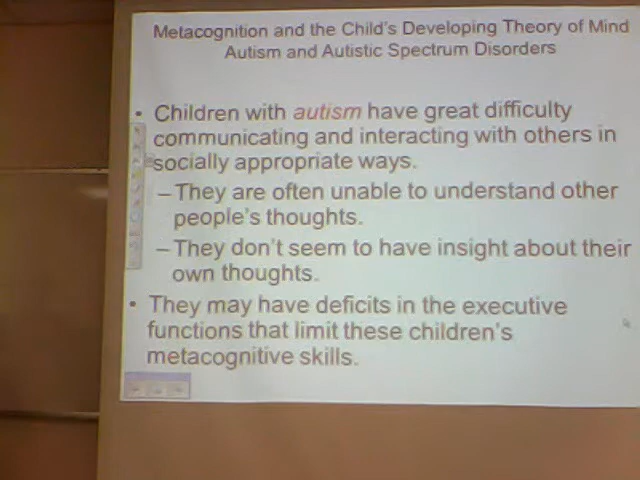 Metacognition and the Child's Developing Theory of Mind
Autism and Autistic Spectrum Disorders
• Children with autism have great difficulty
communicating and interacting with others in
socially appropriate ways.
– They are often unable to understand other
people's thoughts.
– They don't seem to have insight about their
own thoughts.
• They may have deficits in the executive
functions that limit these children's
metacognitive skills.